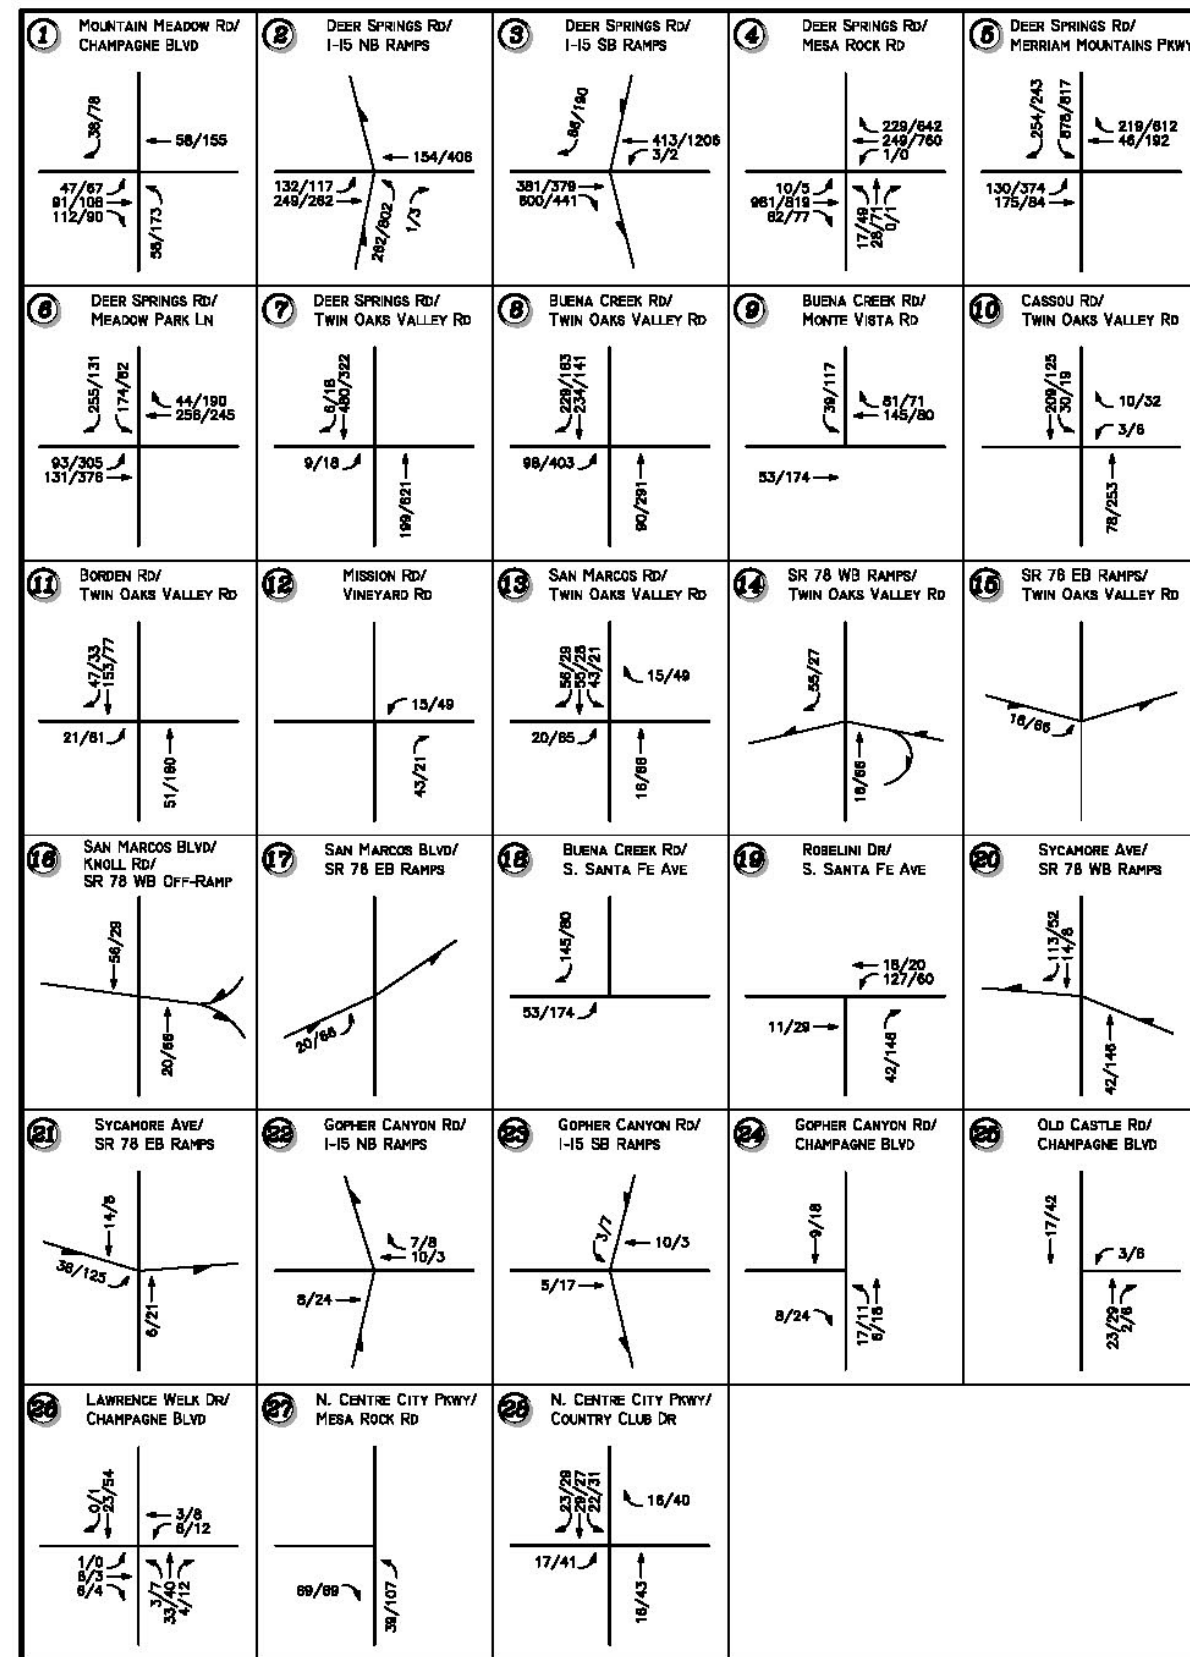 1
MOUNTAIN MEADOW RD/
CHAMPAGNE BLVD
38/78
58/155
47/67
91/108
112/90
58/173
2
DEER SPRINGS RD/
I-15 NB RAMPS
154/406
132/117
249/262
262/802
1/3
3
DEER SPRINGS RD/
I-15 SB RAMPS
86/190
413/1206
3/2
381/379
600/441
4
DEER SPRINGS RD/
MESA ROCK RD
229/642
249/760
1/0
10/5
961/819
62/77
17/49
28/71
0/1
5
DEER SPRINGS RD/
MERRIAM MOUNTAINS PKWY
254/243
878/817
219/612
46/192
130/374
175/84
6
DEER SPRINGS RD/
MEADOW PARK LN
255/131
174/62
44/190
256/245
93/305
131/376
7
DEER SPRINGS RD/
TWIN OAKS VALLEY RD
6/18
480/322
9/18
199/621
8
BUENA CREEK RD/
TWIN OAKS VALLEY RD
229/163
234/141
98/403
90/291
9
BUENA CREEK RD/
MONTE VISTA RD
39/117
81/71
145/80
53/174
10
CASSOU RD/
TWIN OAKS VALLEY RD
209/125
30/19
10/32
3/6
78/253
11
BORDEN RD/
TWIN OAKS VALLEY RD
47/33
153/77
21/61
51/180
12
MISSION RD/
VINEYARD RD
15/49
43/21
13
SAN MARCOS RD/
TWIN OAKS VALLEY RD
56/29
55/28
43/21
15/49
20/65
16/66
14
SR 78 WB RAMPS/
TWIN OAKS VALLEY RD
55/27
16/66
15
SR 78 EB RAMPS/
TWIN OAKS VALLEY RD
16/66
16
SAN MARCOS BLVD/
KNOLL RD/
SR 78 WB OFF-RAMP
56/29
20/66
17
SAN MARCOS BLVD/
SR 78 EB RAMPS
20/66
18
BUENA CREEK RD/
S. SANTA FE AVE
145/80
53/174
19
ROBELINI DR/
S. SANTA FE AVE
18/20
127/60
11/29
42/146
20
SYCAMORE AVE/
SR 78 WB RAMPS
113/52
14/8
42/146
21
SYCAMORE AVE/
SR 78 EB RAMPS
14/8
36/125
6/21
22
GOPHER CANYON RD/
I-15 NB RAMPS
7/8
10/3
8/24
23
GOPHER CANYON RD/
I-15 SB RAMPS
3/7
10/3
5/17
24
GOPHER CANYON RD/
CHAMPAGNE BLVD
9/18
8/24
17/11
6/18
25
OLD CASTLE RD/
CHAMPAGNE BLVD
17/42
3/6
23/29
2/6
26
LAWRENCE WELK DR/
CHAMPAGNE BLVD
0/1
23/54
3/8
6/12
1/0
8/3
6/4
3/7
33/40
4/12
27
N. CENTRE CITY PKWY/
MESA ROCK RD
69/69
39/107
28
N. CENTRE CITY PKWY/
COUNTRY CLUB DR
23/29
29/27
22/31
16/40
17/41
16/43